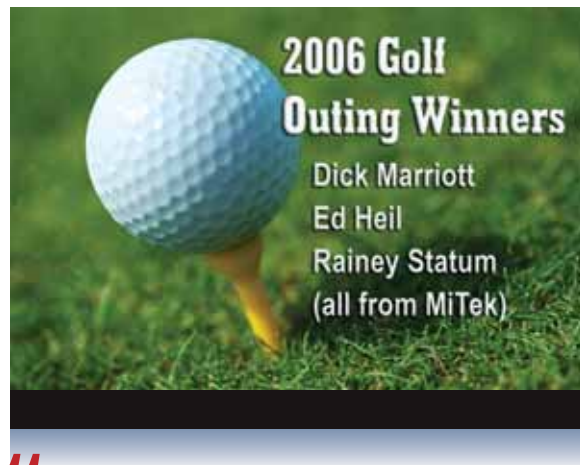 2006 Golf
Outing Winners
Dick Marriott
Ed Heil
Rainey Statum
(all from MiTek)